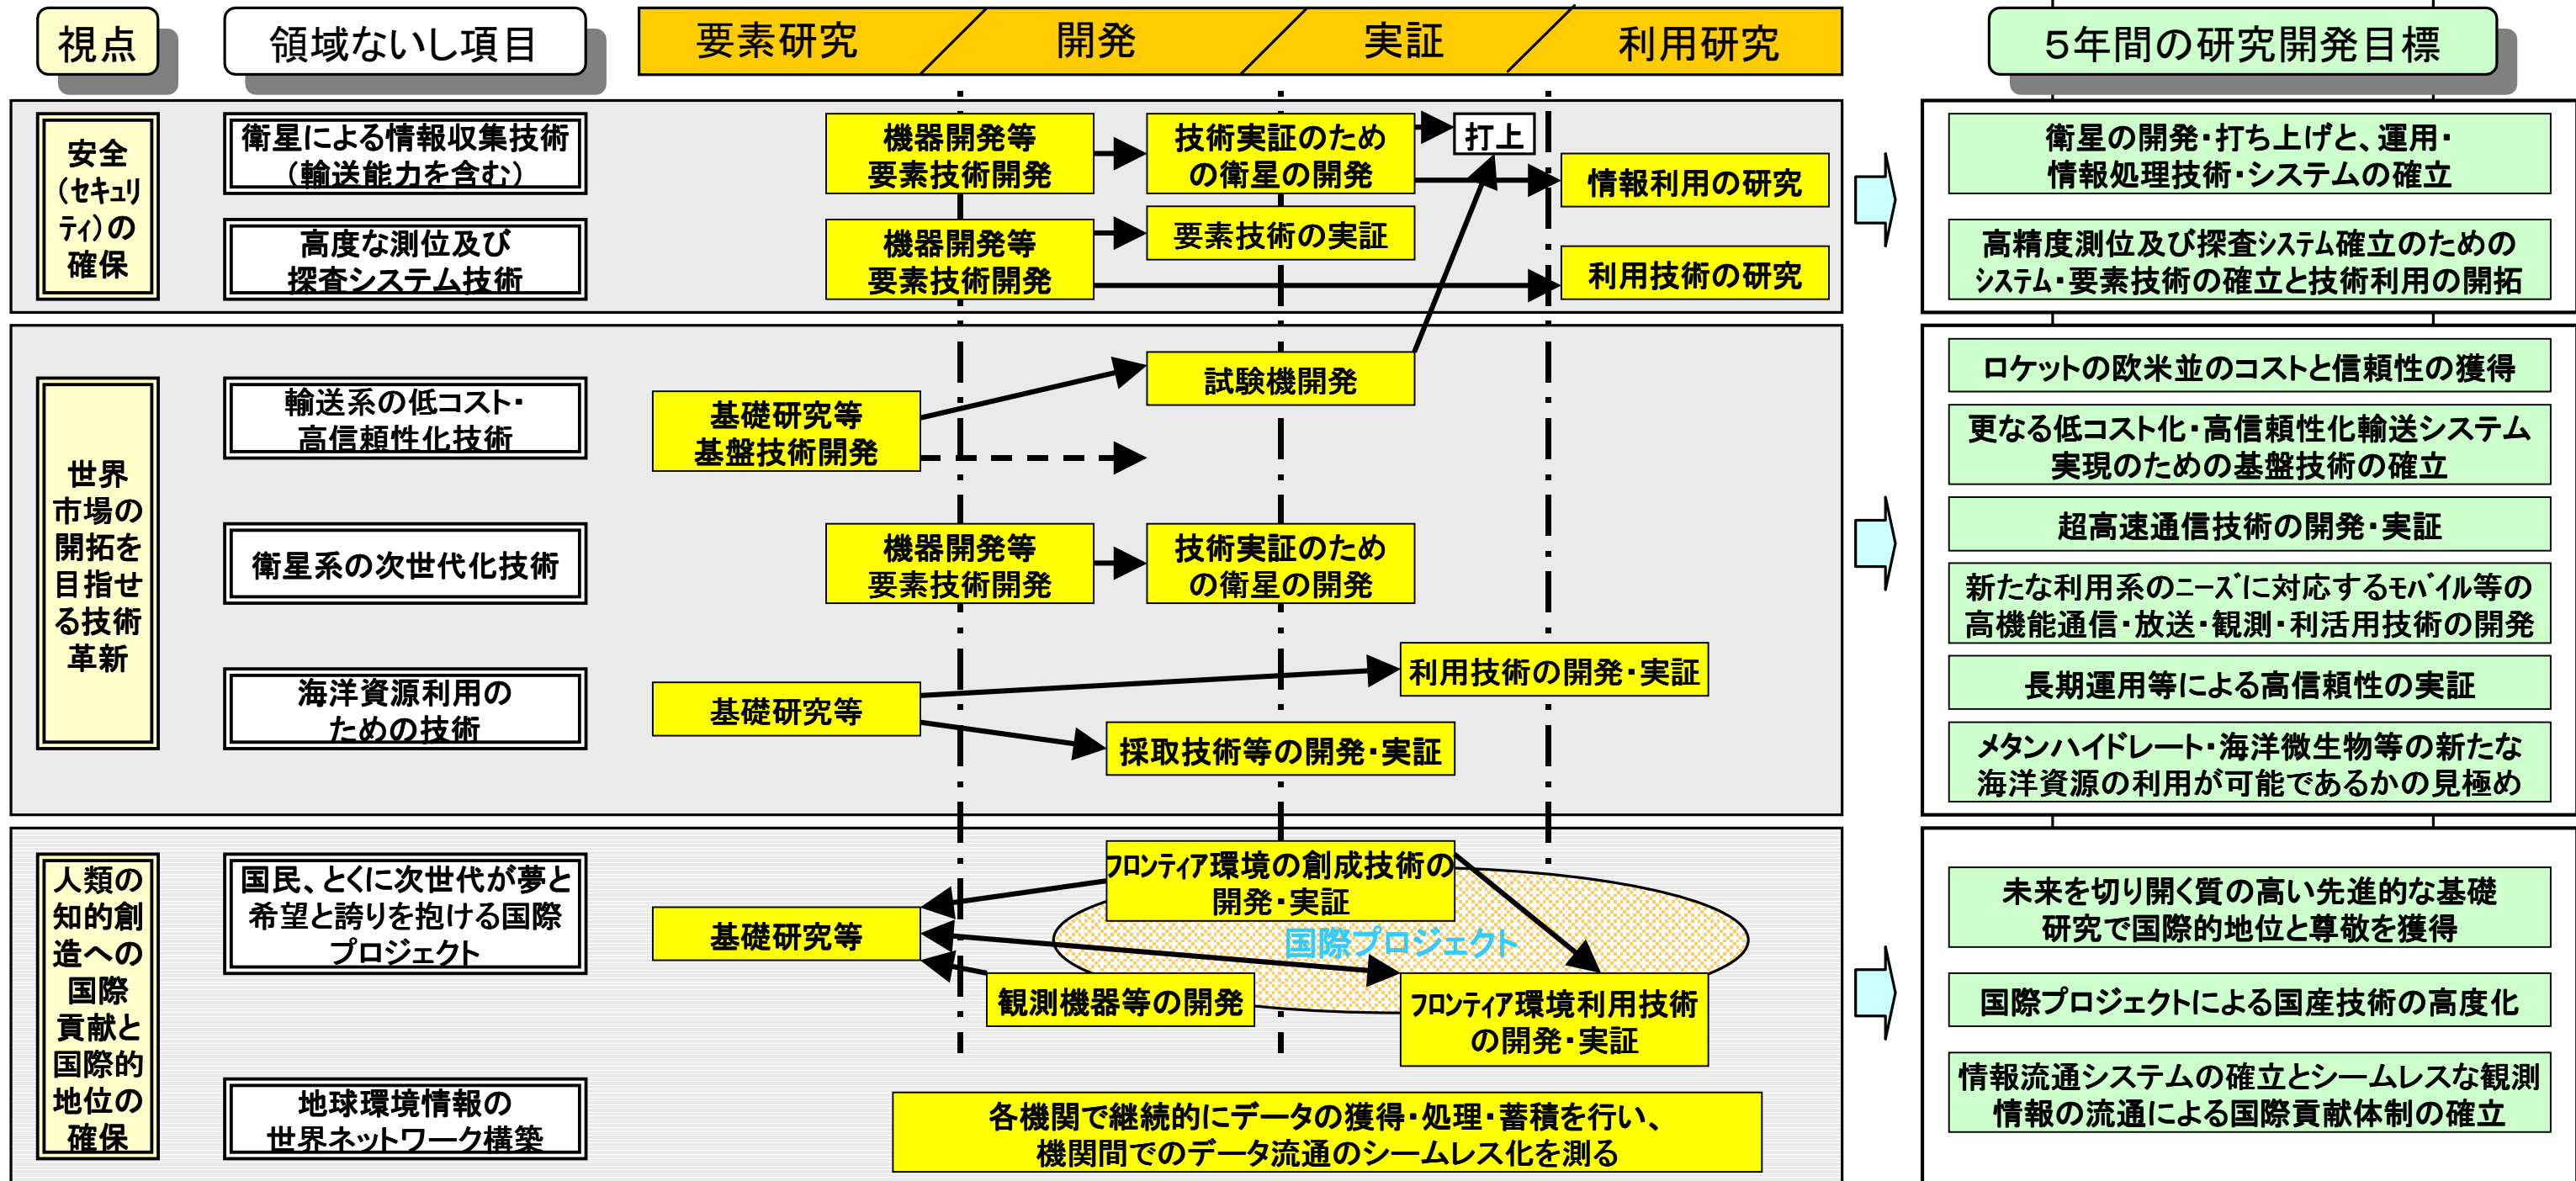 視点
領域ないし項目
要素研究
開発
実証
利用研究
5年間の研究開発目標
安全
(セキュリ
ティ)の
確保
衛星による情報収集技術
(輸送能力を含む)
機器開発等
要素技術開発
技術実証のため
の衛星の開発
打上
情報利用の研究
高度な測位及び
探査システム技術
機器開発等
要素技術開発
要素技術の実証
利用技術の研究
衛星の開発・打ち上げと、運用・
情報処理技術・システムの確立
高精度測位及び探査システム確立のための
システム・要素技術の確立と技術利用の開拓
世界
市場の
開拓を
目指せ
る技術
革新
輸送系の低コスト・
高信頼性化技術
基礎研究等
基盤技術開発
試験機開発
衛星系の次世代化技術
機器開発等
要素技術開発
技術実証のため
の衛星の開発
海洋資源利用の
ための技術
基礎研究等
利用技術の開発・実証
採取技術等の開発・実証
ロケットの欧米並のコストと信頼性の獲得
更なる低コスト化・高信頼性化輸送システム
実現のための基盤技術の確立
超高速通信技術の開発・実証
新たな利用系のニーズに対応するモバイル等の
高機能通信・放送・観測・利活用技術の開発
長期運用等による高信頼性の実証
メタンハイドレート・海洋微生物等の新たな
海洋資源の利用が可能であるかの見極め
人類の
知的創
造への
国際
貢献と
国際的
地位の
確保
国民、とくに次世代が夢と
希望と誇りを抱ける国際
プロジェクト
基礎研究等
フロンティア環境の創成技術の
開発・実証
国際プロジェクト
観測機器等の開発
フロンティア環境利用技術
の開発・実証
地球環境情報の
世界ネットワーク構築
各機関で継続的にデータの獲得・処理・蓄積を行い、
機関間でのデータ流通のシームレス化を測る
未来を切り開く質の高い先進的な基礎
研究で国際的地位と尊敬を獲得
国際プロジェクトによる国産技術の高度化
情報流通システムの確立とシームレスな観測
情報の流通による国際貢献体制の確立